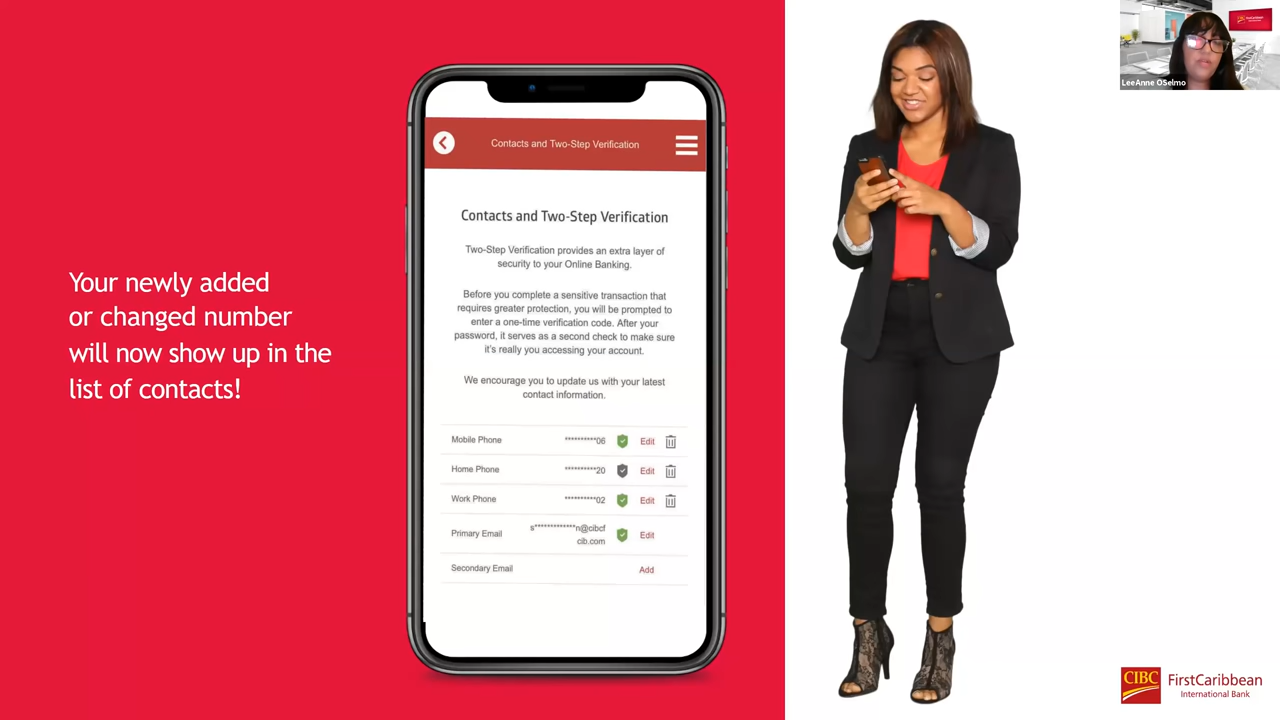 LeeAnne OSelmo
Your newly added
or changed number
will now show up in the
list of contacts!
Contacts and Two-Step Verification
Contacts and Two-Step Verification
Two-Step Verification provides an extra layer of
security to your Online Banking.
Before you complete a sensitive transaction that
requires greater protection, you will be prompted to
enter a one-time verification code. After your
password, it serves as a second check to make sure
it's really you accessing your account.
We encourage you to update us with your latest
contact information.
Mobile Phone **********06 Edit
Home Phone **********20 Edit
Work Phone **********02 Edit
Primary Email s*************n@cibcf
cib.com Edit
Secondary Email Add
CIBC FirstCaribbean
International Bank